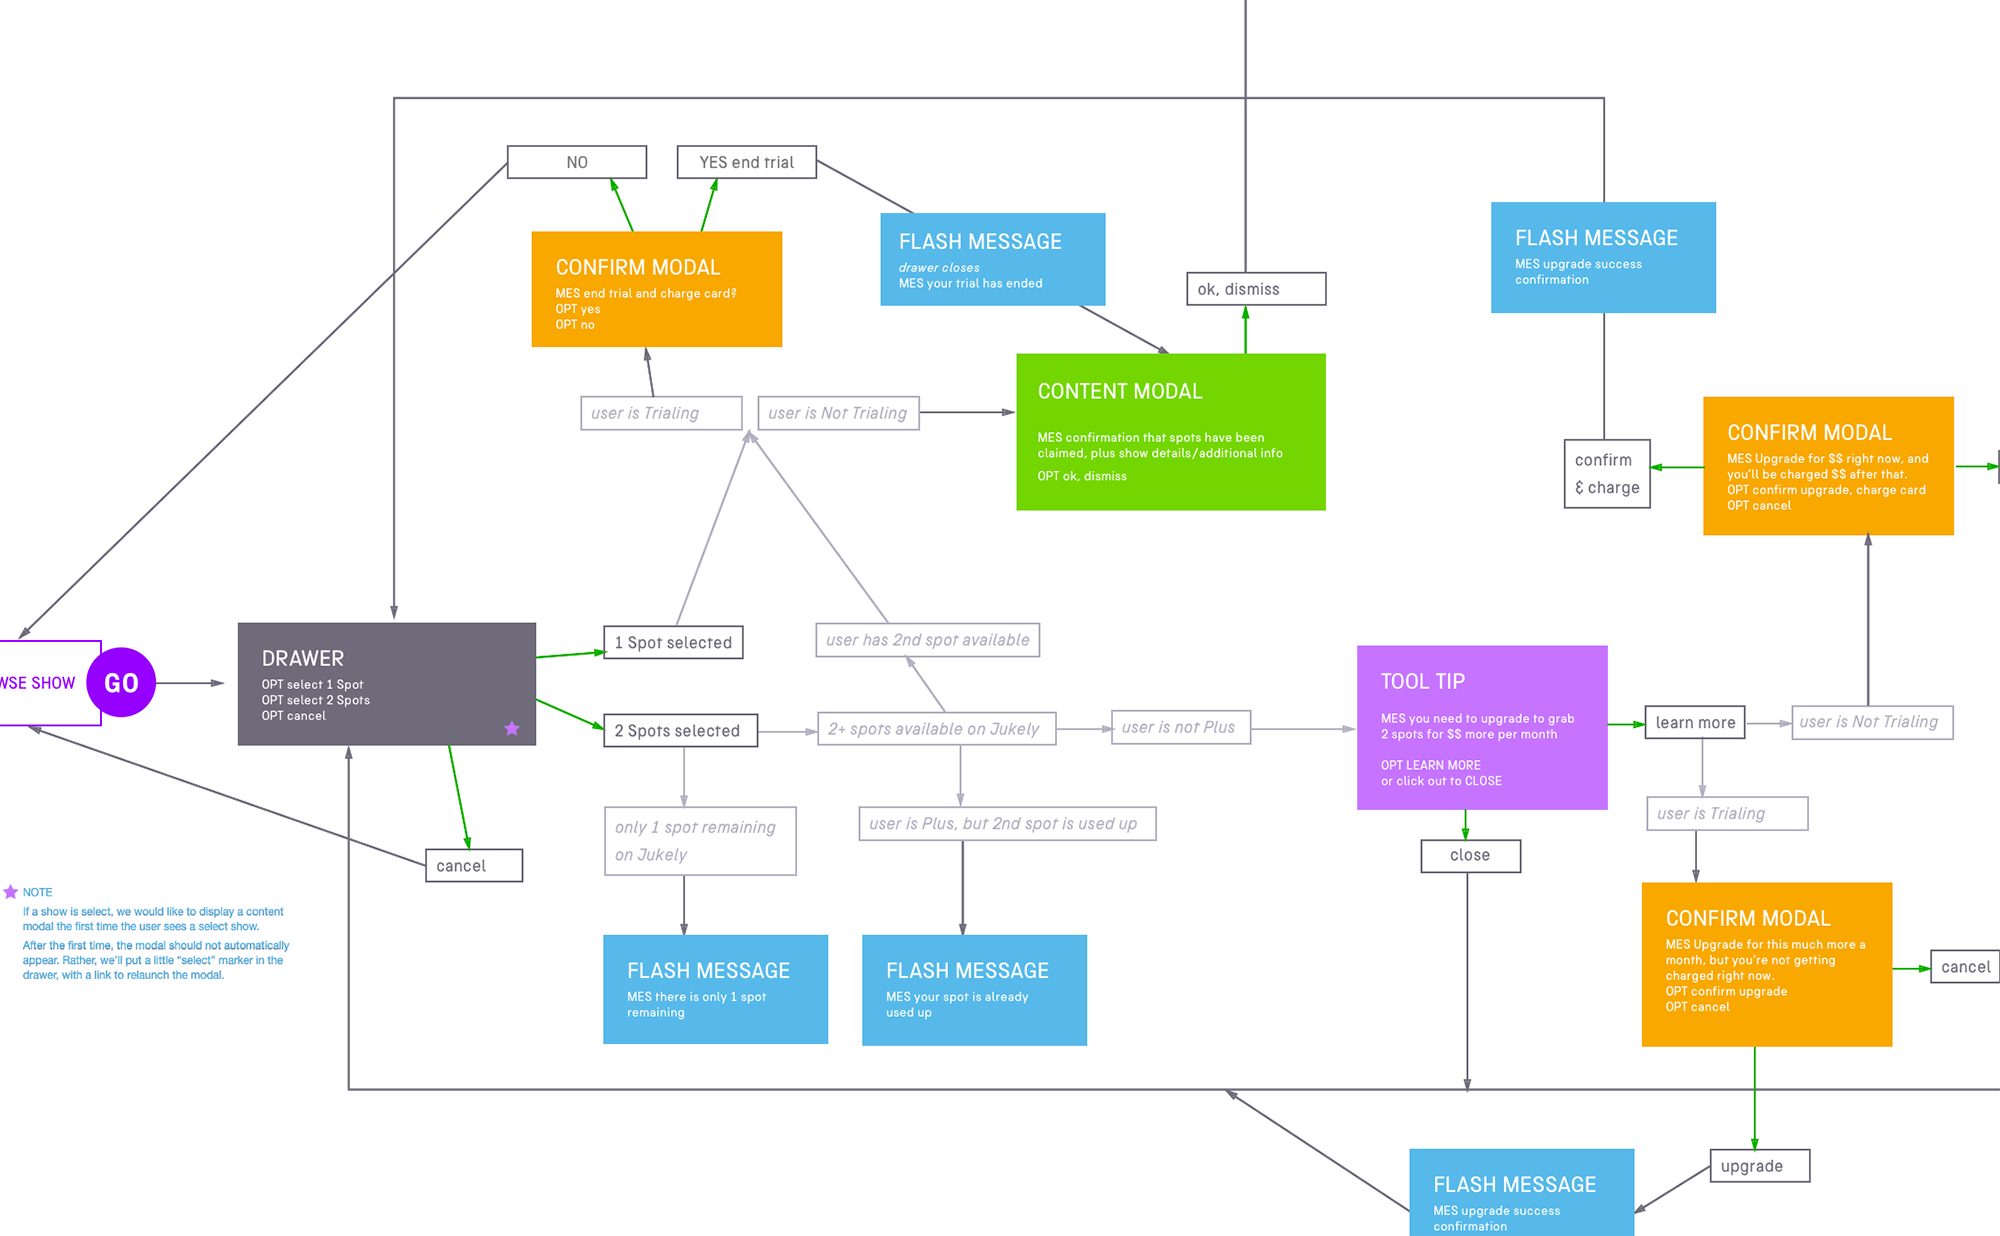 NO
YES end trial
FLASH MESSAGE
drawer closes
MES your trial has ended
FLASH MESSAGE
MES upgrade success
confirmation
CONFIRM MODAL
MES end trial and charge card?
OPT yes
OPT no
ok, dismiss
user is Trialing
user is Not Trialing
CONTENT MODAL
MES confirmation that spots have been
claimed, plus show details/additional info
OPT ok, dismiss
confirm
& charge
CONFIRM MODAL
MES Upgrade for $$ right now, and
you'll be charged $$ after that.
OPT confirm upgrade, charge card
OPT cancel
WSE SHOW
GO
DRAWER
OPT select 1 Spot
OPT select 2 Spots
OPT cancel
1 Spot selected
2 Spots selected
user has 2nd spot available
2+ spots available on Jukely
user is not Plus
TOOL TIP
MES you need to upgrade to grab
2 spots for $$ more per month
OPT LEARN MORE
or click out to CLOSE
learn more
user is Not Trialing
user is Trialing
only 1 spot remaining
on Jukely
user is Plus, but 2nd spot is used up
close
cancel
NOTE
If a show is select, we would like to display a content
modal the first time the user sees a select show.
After the first time, the modal should not automatically
appear. Rather, we'll put a little "select" marker in the
drawer, with a link to relaunch the modal.
FLASH MESSAGE
MES there is only 1 spot
remaining
FLASH MESSAGE
MES your spot is already
used up
CONFIRM MODAL
MES Upgrade for this much more a
month, but you're not getting
charged right now.
OPT confirm upgrade
OPT cancel
cancel
upgrade
FLASH MESSAGE
MES upgrade success
confirmation